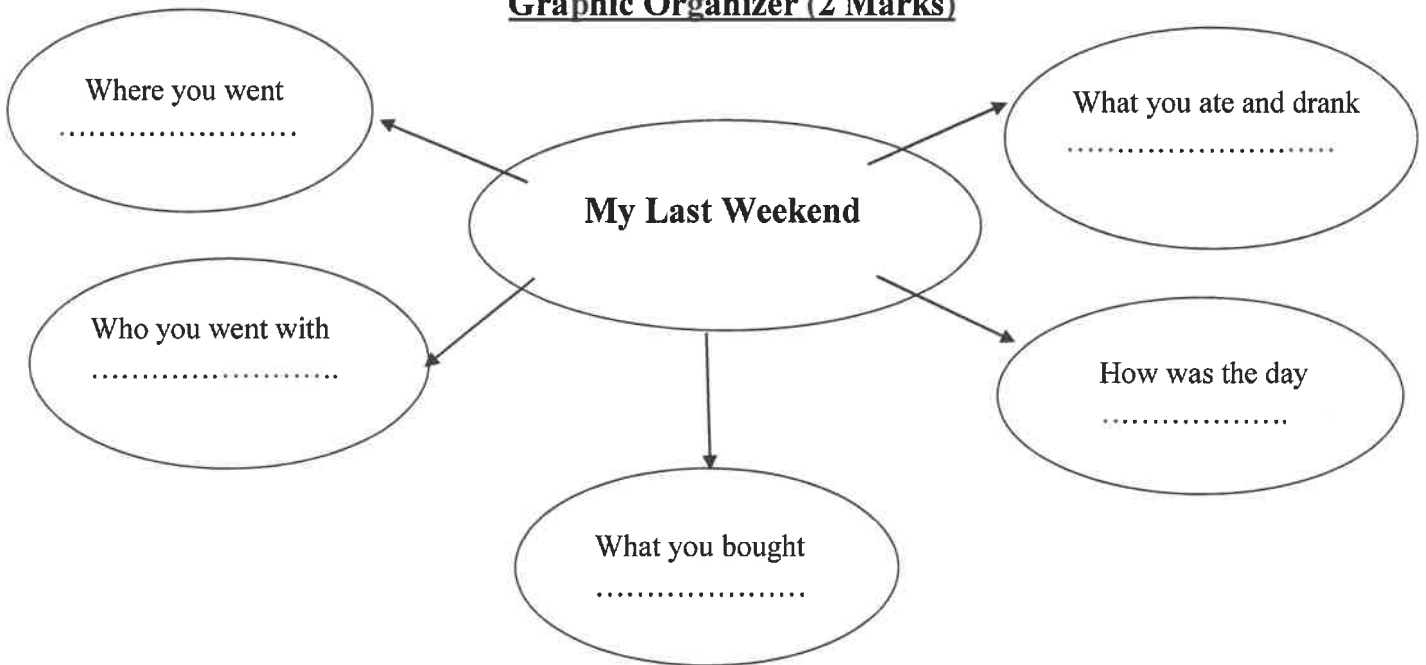 Graphic Organizer (2 Marks)
Where you went
........................
What you ate and drank
...........................
My Last Weekend
Who you went with
.........................
How was the day
...................
What you bought
.....................